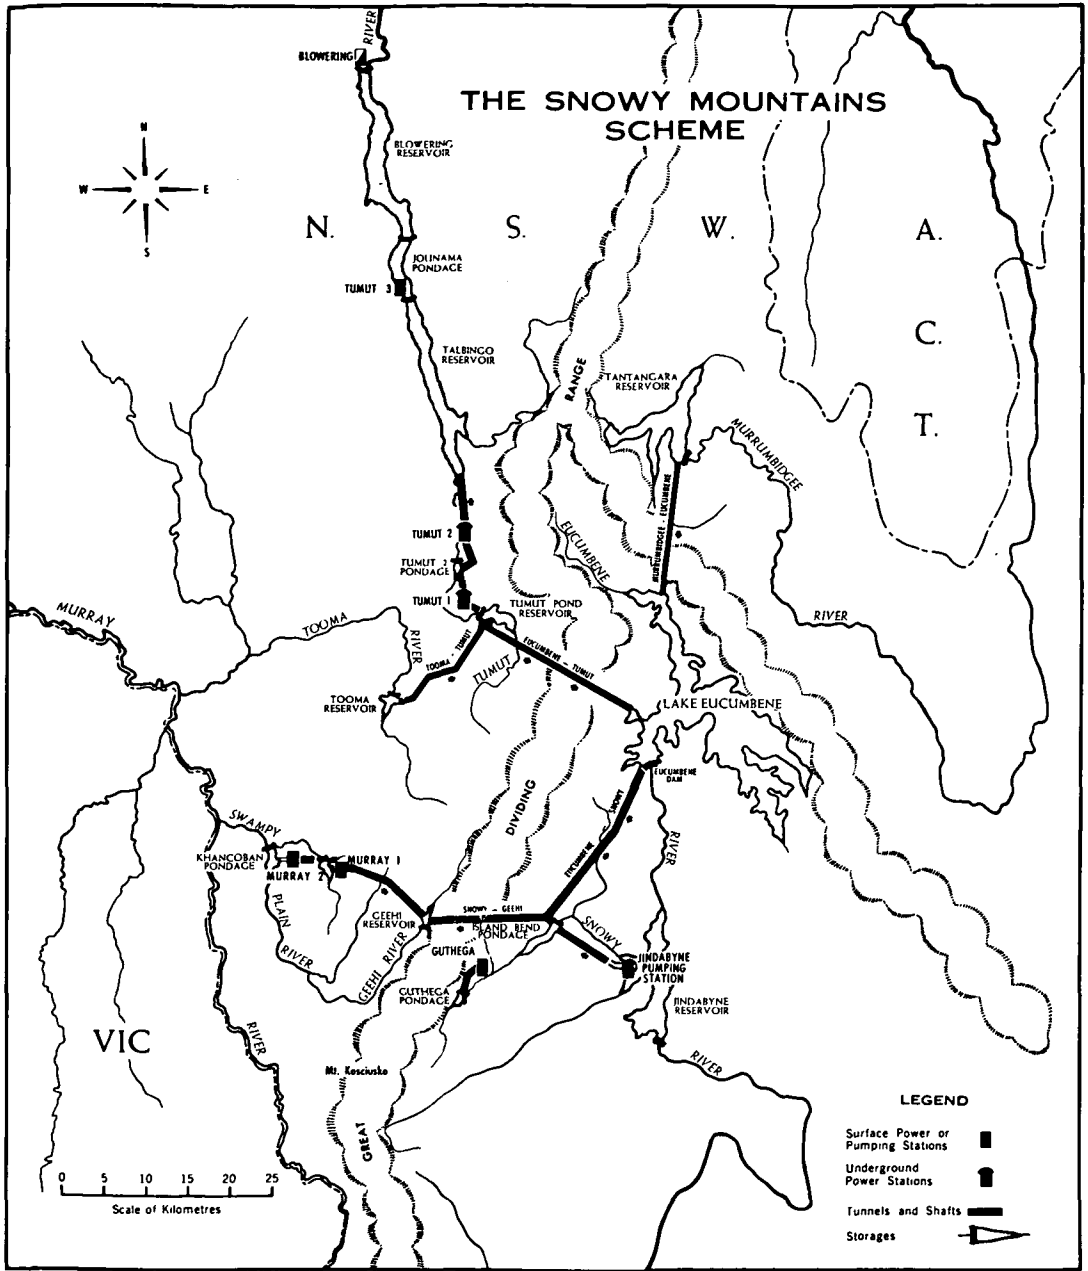 RIVER
BLOWERING
THE SNOWY MOUNTAINS
SCHEME
BLOWERING
RESERVOIR
N
W
E
S
N.
S.
W.
A.
C.
T.
JOUNAMA
PONDAGE
TUMUT 3
TALBINGO
RESERVOIR
RANGE
TANTANGARA
RESERVOIR
MURRUMBIDGEE
MURRUMBIDGEE - EUCUMBENE
EUCUMBENE
TUMUT 2
TUMUT 2
PONDAGE
TUMUT 1
TUMUT POND
RESERVOIR
MURRAY
TOOMA
RIVER
RIVER
TOOMA - TUMUT
TUMUT
EUCUMBENE - TUMUT
TOOMA
RESERVOIR
LAKE EUCUMBENE
EUCUMBENE
DAM
DIVIDING
EUCUMBENE SNOWY
RIVER
SWAMPY
KHANCOBAN
PONDAGE
MURRAY 1
MURRAY 2
PLAIN
RIVER
GEEHI
RESERVOIR
GEEHI RIVER
SNOWY - GEEHI
ISLAND BEND
PONDAGE
SNOWY
GUTHEGA
GUTHEGA
PONDAGE
JINDABYNE
PUMPING
STATION
JINDABYNE
RESERVOIR
RIVER
VIC
RIVER
Mt. Kosciusko
GREAT
0 5 10 15 20 25
Scale of Kilometres
LEGEND
Surface Power or
Pumping Stations
Underground
Power Stations
Tunnels and Shafts
Storages